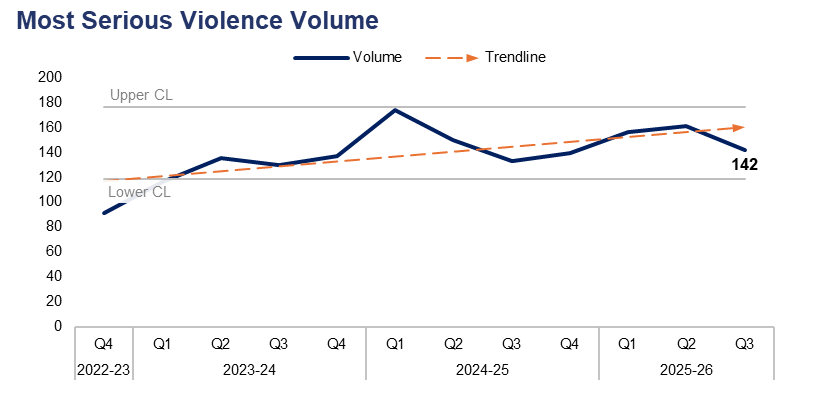 Most Serious Violence Volume
Volume Trendline
200
180
160
140
120
100
80
60
40
20
0
Upper CL
Lower CL
142
Q4 Q1 Q2 Q3 Q4 Q1 Q2 Q3 Q4 Q1 Q2 Q3
2022-23 2023-24 2024-25 2025-26